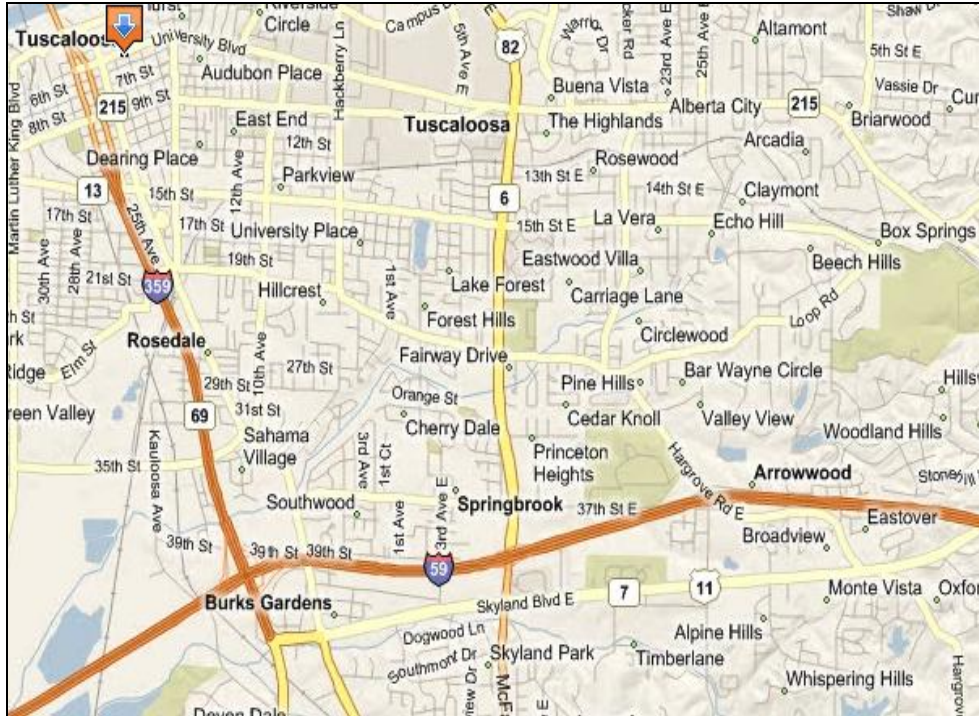 Riverside
Circle
Tuscaloosa
University Blvd
Audubon Place
Hackberry Ln
5th Ave E
82
23rd Ave E
25th Ave E
Altamont
5th St E
Vassie Dr
7th St
6th St
8th St
9th St
215
East End
12th St
Tuscaloosa
Buena Vista
The Highlands
Alberta City
215
Briarwood
Arcadia
Martin Luther King Blvd
Dearing Place
13
15th St
Parkview
12th Ave
6
Rosewood
13th St E
14th St E
Claymont
17th St
17th St
University Place
15th St E
La Vera
Echo Hill
Box Springs
Beech Hills
30th Ave
28th Ave
25th Ave
21st St
19th St
359
Hillcrest
1st Ave
Lake Forest
Forest Hills
Eastwood Villa
Carriage Lane
Circlewood
Loop Rd
Rosedale
Elm St
10th Ave
27th St
Fairway Drive
29th St
Pine Hills
Bar Wayne Circle
Orange St
31st St
69
Cherry Dale
Cedar Knoll
Valley View
Woodland Hills
Sahama
Village
35th St
Kauloosa Ave
3rd Ave
1st Ct
Princeton
Heights
Hargrove Rd E
Arrowwood
Southwood
1st Ave
3rd Ave E
Springbrook
37th St E
Broadview
Eastover
39th St
39th St
39th St
59
Burks Gardens
Skyland Blvd E
7
11
Monte Vista
Dogwood Ln
Southmont Dr
Skyland Park
Timberlane
Alpine Hills
Whispering Hills